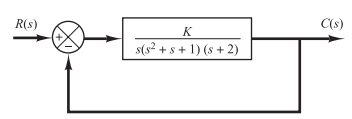 R(s)
C(s)
+
−
K
s(s² + s + 1) (s + 2)